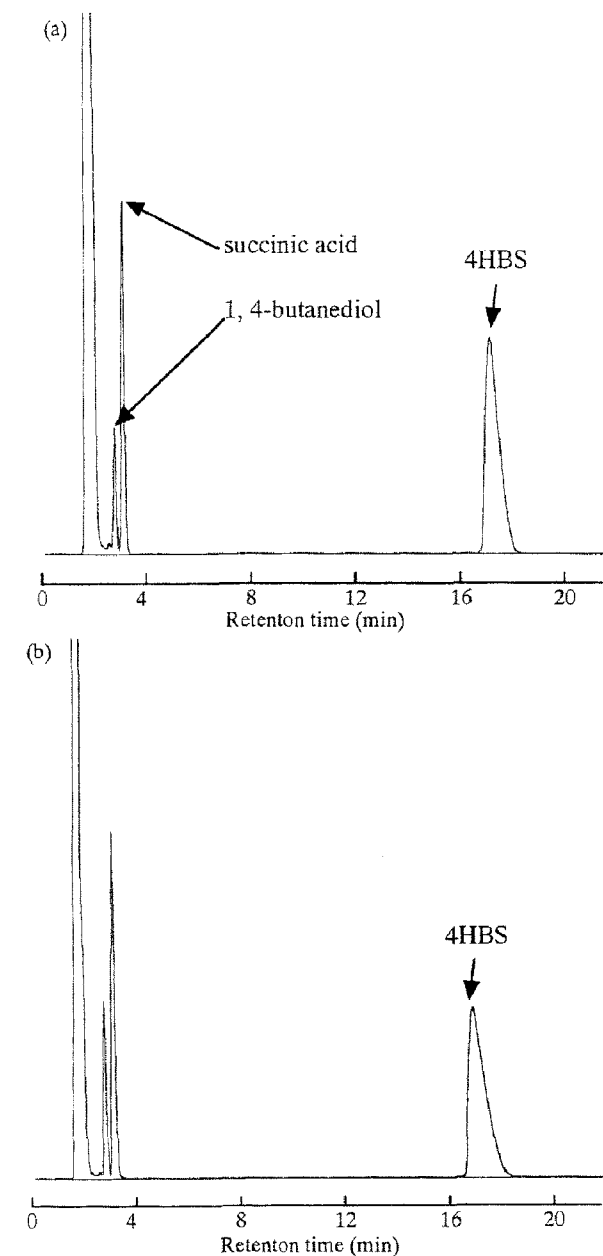 (a)
succinic acid
4HBS
1, 4-butanediol
0 4 8 12 16 20
Retenton time (min)
(b)
4HBS
0 4 8 12 16 20
Retenton time (min)